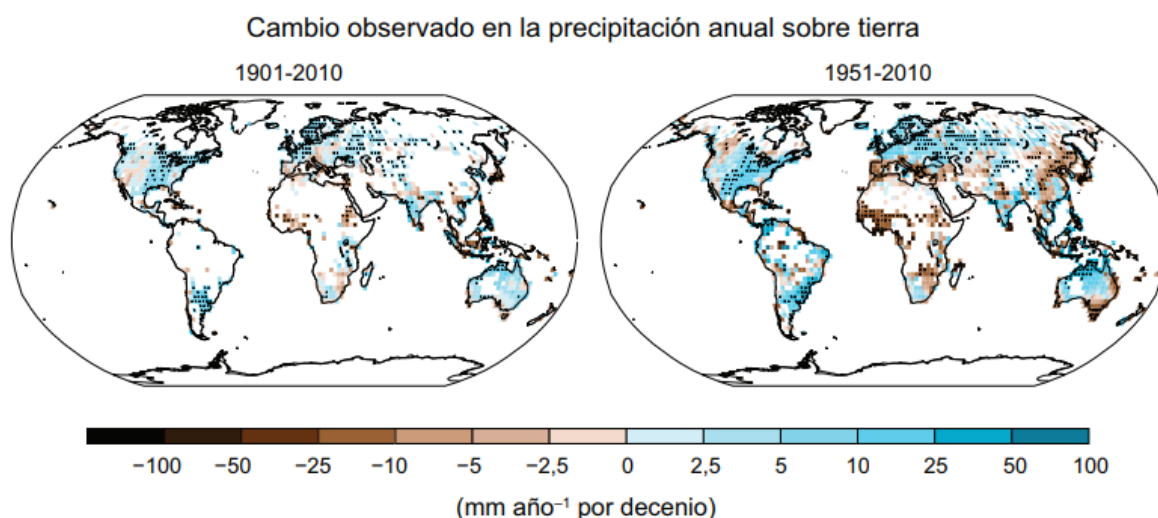 Cambio observado en la precipitación anual sobre tierra
1901-2010 1951-2010
−100 −50 −25 −10 −5 −2,5 0 2,5 5 10 25 50 100
(mm año⁻¹ por decenio)